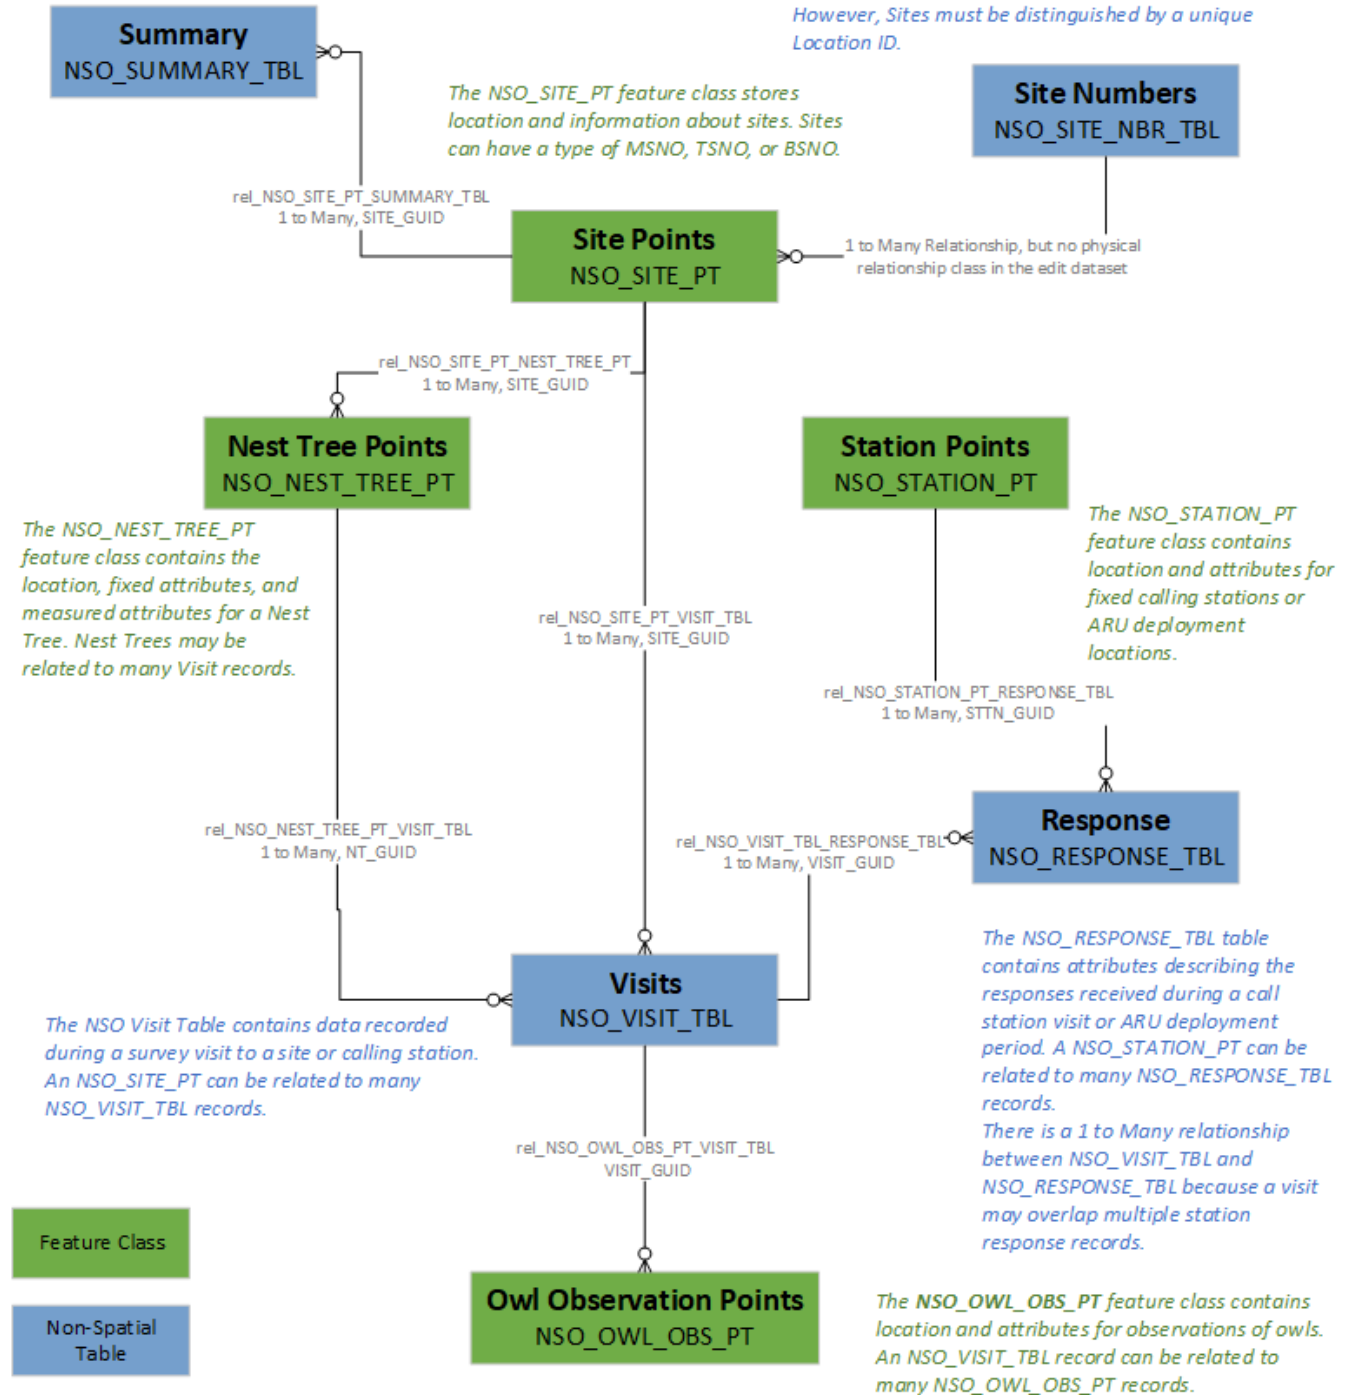 However, Sites must be distinguished by a unique
Location ID.
Summary
NSO_SUMMARY_TBL
The NSO_SITE_PT feature class stores
location and information about sites. Sites
can have a type of MSNO, TSNO, or BSNO.
Site Numbers
NSO_SITE_NBR_TBL
rel_NSO_SITE_PT_SUMMARY_TBL
1 to Many, SITE_GUID
Site Points
NSO_SITE_PT
1 to Many Relationship, but no physical
relationship class in the edit dataset
rel_NSO_SITE_PT_NEST_TREE_PT
1 to Many, SITE_GUID
Nest Tree Points
NSO_NEST_TREE_PT
Station Points
NSO_STATION_PT
The NSO_NEST_TREE_PT
feature class contains the
location, fixed attributes, and
measured attributes for a Nest
Tree. Nest Trees may be
related to many Visit records.
The NSO_STATION_PT
feature class contains
location and attributes for
fixed calling stations or
ARU deployment
locations.
rel_NSO_SITE_PT_VISIT_TBL
1 to Many, SITE_GUID
rel_NSO_STATION_PT_RESPONSE_TBL
1 to Many, STTN_GUID
rel_NSO_NEST_TREE_PT_VISIT_TBL
1 to Many, NT_GUID
rel_NSO_VISIT_TBL_RESPONSE_TBL
1 to Many, VISIT_GUID
Response
NSO_RESPONSE_TBL
Visits
NSO_VISIT_TBL
The NSO Visit Table contains data recorded
during a survey visit to a site or calling station.
An NSO_SITE_PT can be related to many
NSO_VISIT_TBL records.
The NSO_RESPONSE_TBL table
contains attributes describing the
responses received during a call
station visit or ARU deployment
period. A NSO_STATION_PT can be
related to many NSO_RESPONSE_TBL
records.
There is a 1 to Many relationship
between NSO_VISIT_TBL and
NSO_RESPONSE_TBL because a visit
may overlap multiple station
response records.
rel_NSO_OWL_OBS_PT_VISIT_TBL
VISIT_GUID
Feature Class
Non-Spatial
Table
Owl Observation Points
NSO_OWL_OBS_PT
The NSO_OWL_OBS_PT feature class contains
location and attributes for observations of owls.
An NSO_VISIT_TBL record can be related to
many NSO_OWL_OBS_PT records.